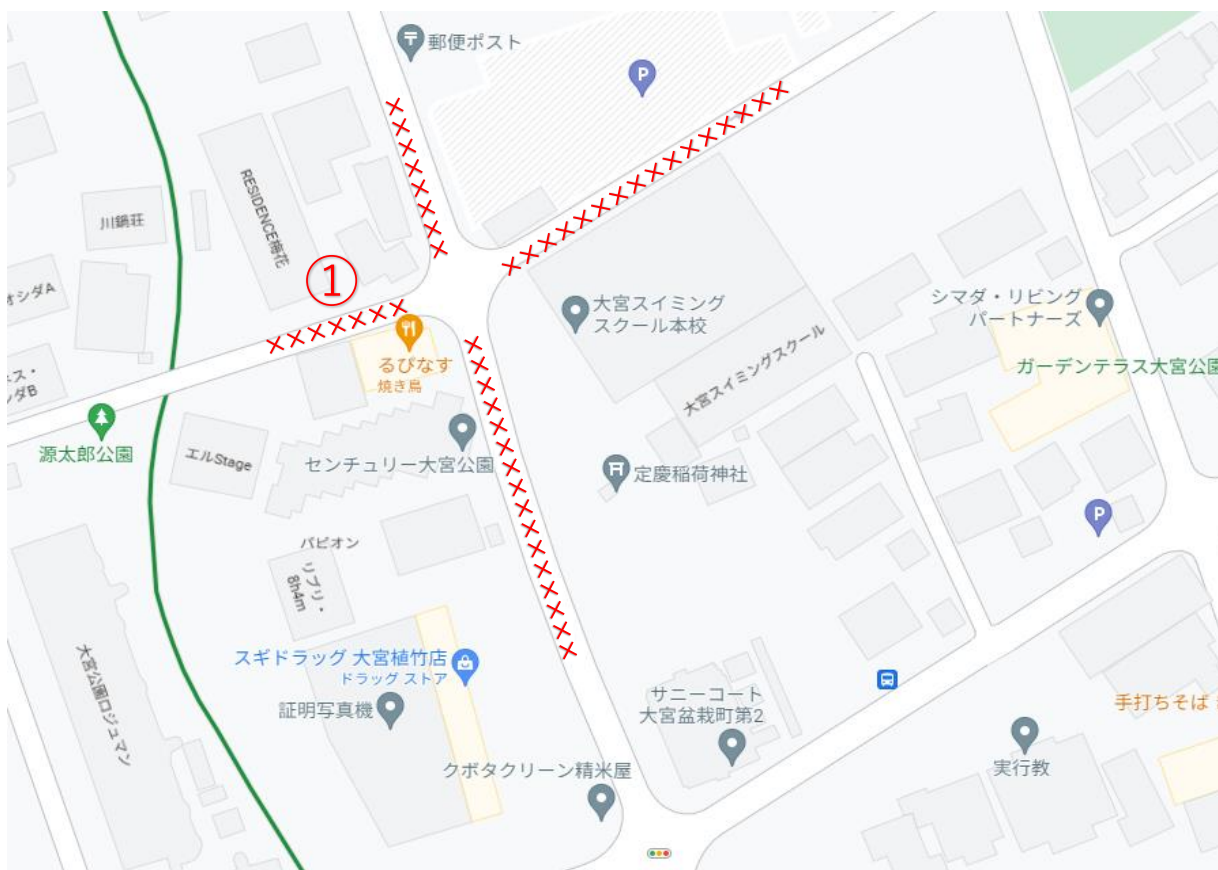 郵便ポスト
P
RESIDENCE梅花
川鍋荘
オシダA
①
大宮スイミング
スクール本校
シマダ・リビング
パートナーズ
大宮スイミングスクール
ガーデンテラス大宮公園
るぴなす
焼き鳥
ス・
ダB
源太郎公園
エルStage
センチュリー大宮公園
定慶稲荷神社
P
パピオン
リブリ・
8h4m
スギドラッグ 大宮植竹店
ドラッグ ストア
大宮公園ロジュマン
証明写真機
サニーコート
大宮盆栽町第2
手打ちそば
クボタクリーン精米屋
実行教